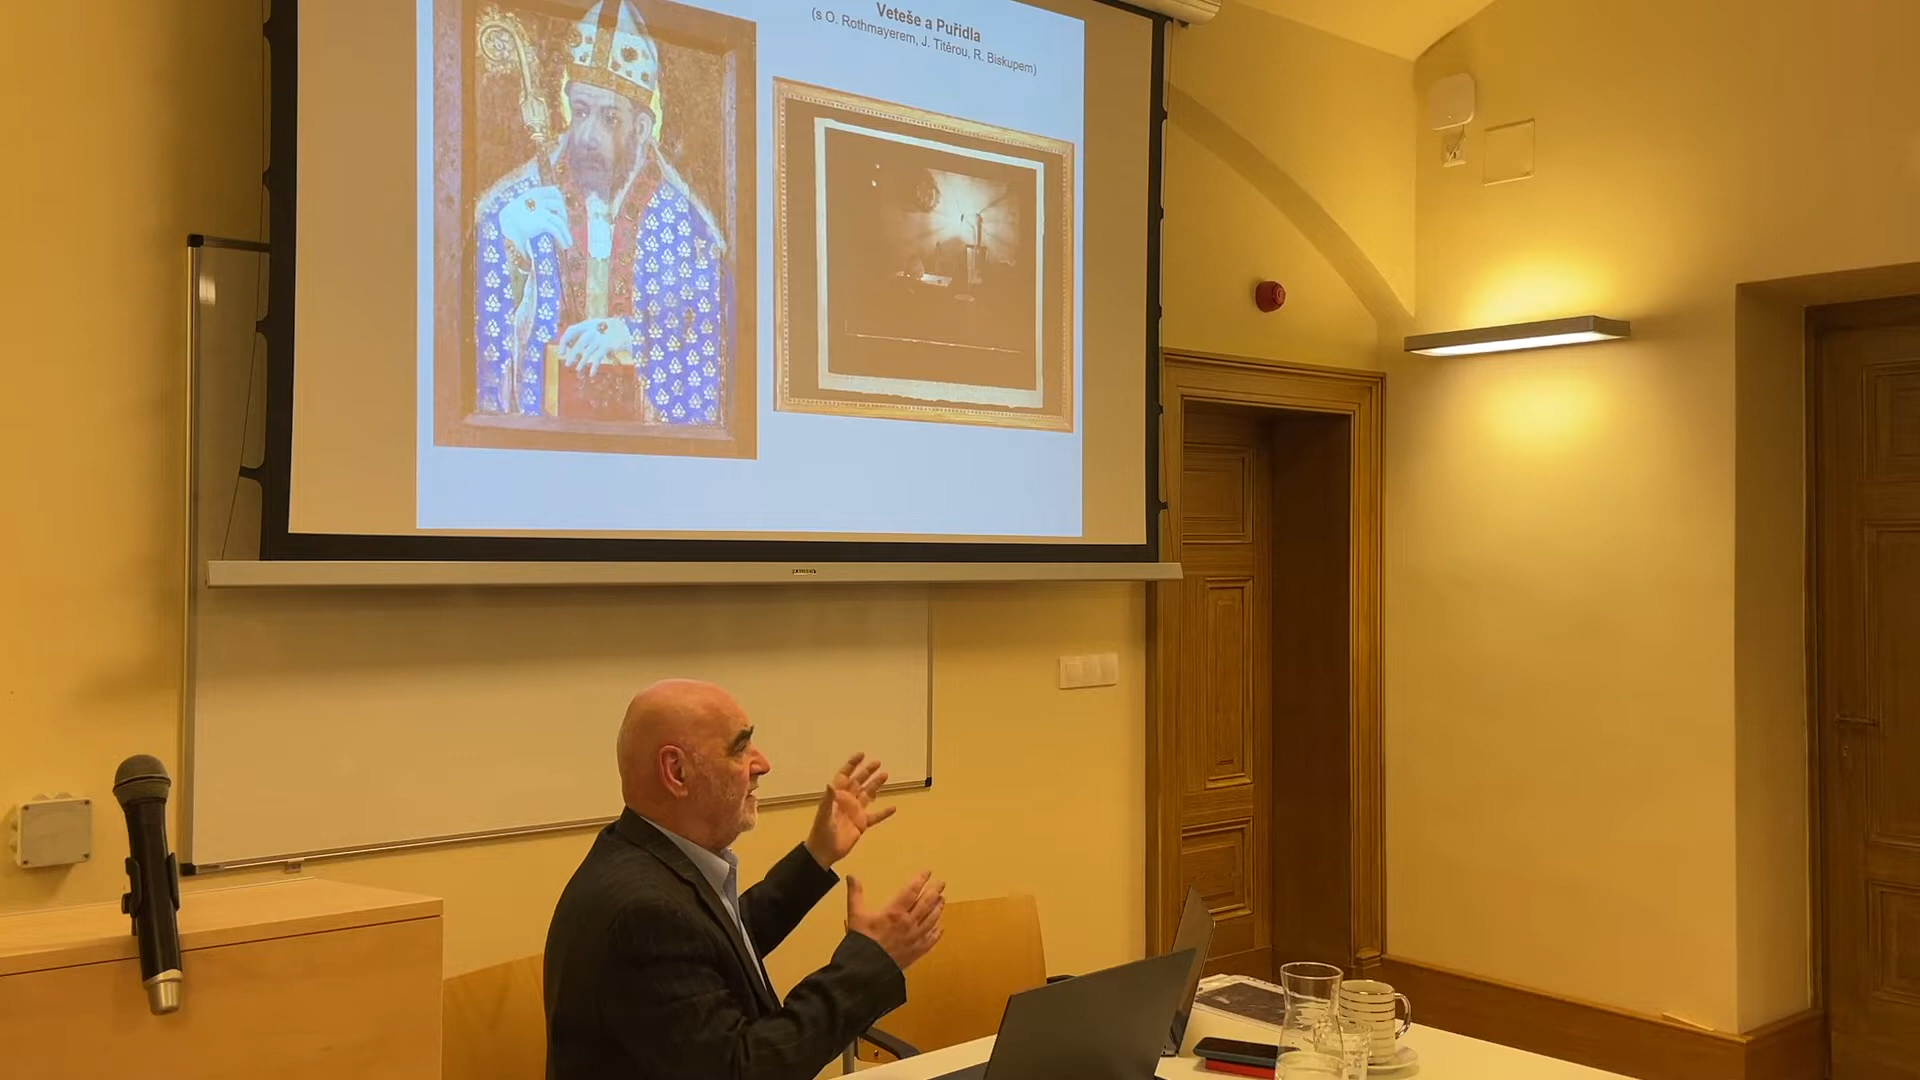 Veteše a Puřidla
(s O. Rothmayerem, J. Titěrou, R. Biskupem)